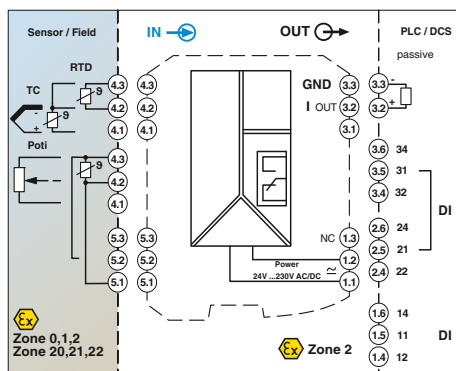 Sensor / Field
IN
OUT
PLC / DCS
passive
RTD
TC
ϑ
ϑ
-
+
4.3
4.2
4.1
4.3
4.2
4.1
GND
I OUT
3.3
3.2
3.1
3.3
3.2
-
+
Poti
ϑ
4.3
4.2
4.1
3.6 34
3.5 31
3.4 32
DI
2.6 24
2.5 21
2.4 22
5.3
5.2
5.1
5.3
5.2
5.1
NC
1.3
1.2
1.1
Power
24V ...230V AC/DC
Ex
Zone 0,1,2
Zone 20,21,22
Ex
Zone 2
1.6 14
1.5 11
1.4 12
DI